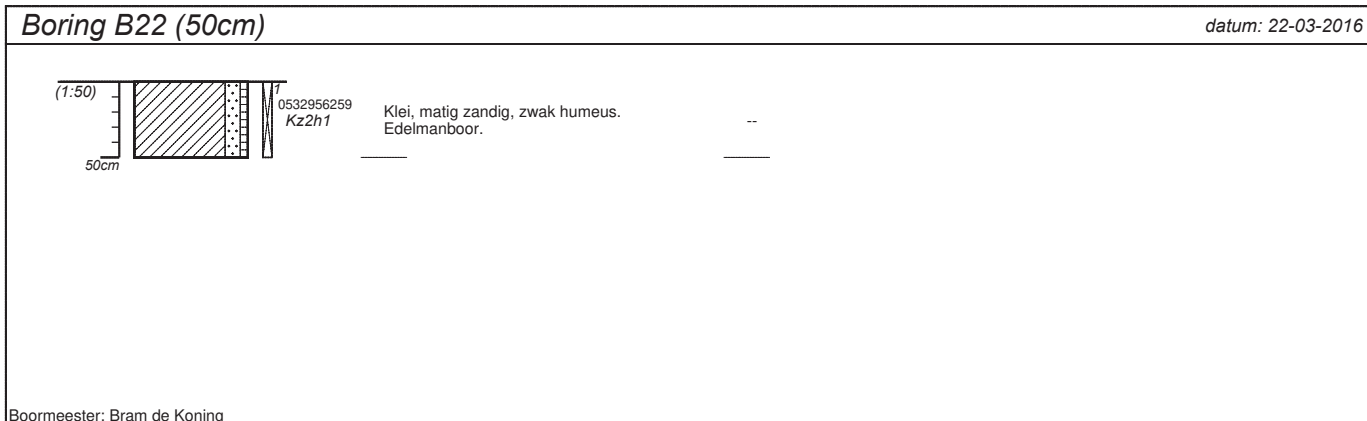 Boring B22 (50cm)
datum: 22-03-2016
(1:50)
1
0532956259
Kz2h1
Klei, matig zandig, zwak humeus.
Edelmanboor.
--
50cm
Boormeester: Bram de Koning